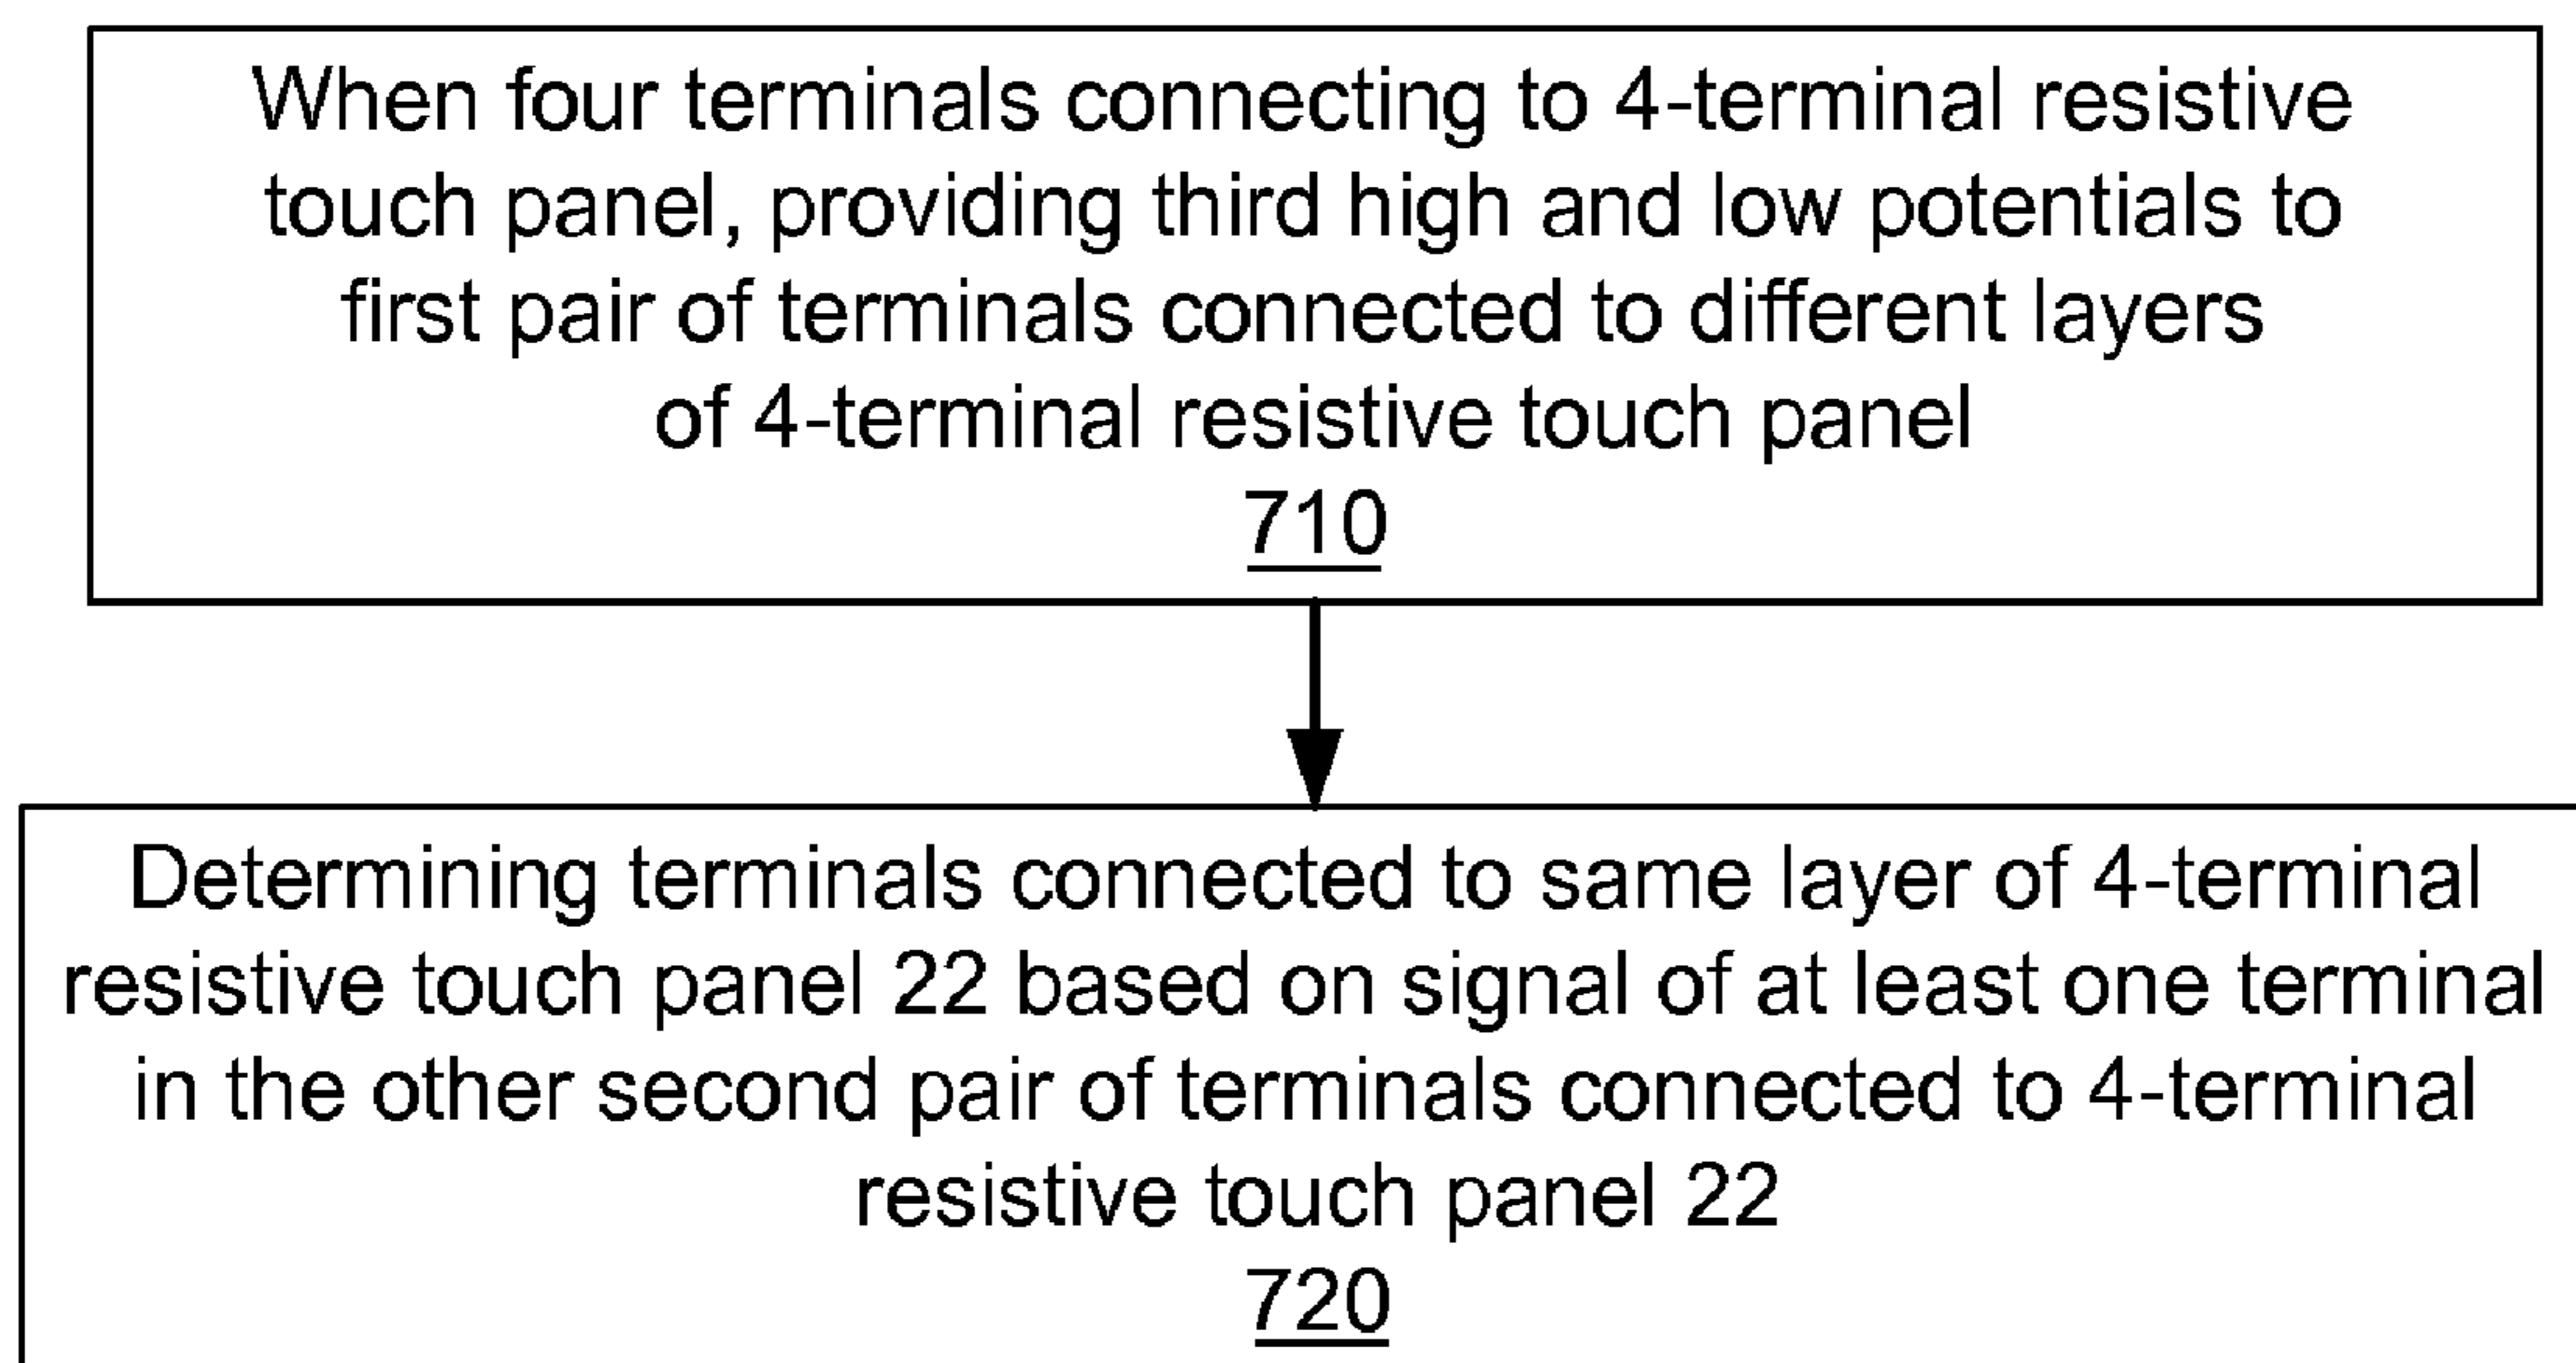 When four terminals connecting to 4-terminal resistive
touch panel, providing third high and low potentials to
first pair of terminals connected to different layers
of 4-terminal resistive touch panel
710
Determining terminals connected to same layer of 4-terminal
resistive touch panel 22 based on signal of at least one terminal
in the other second pair of terminals connected to 4-terminal
resistive touch panel 22
720